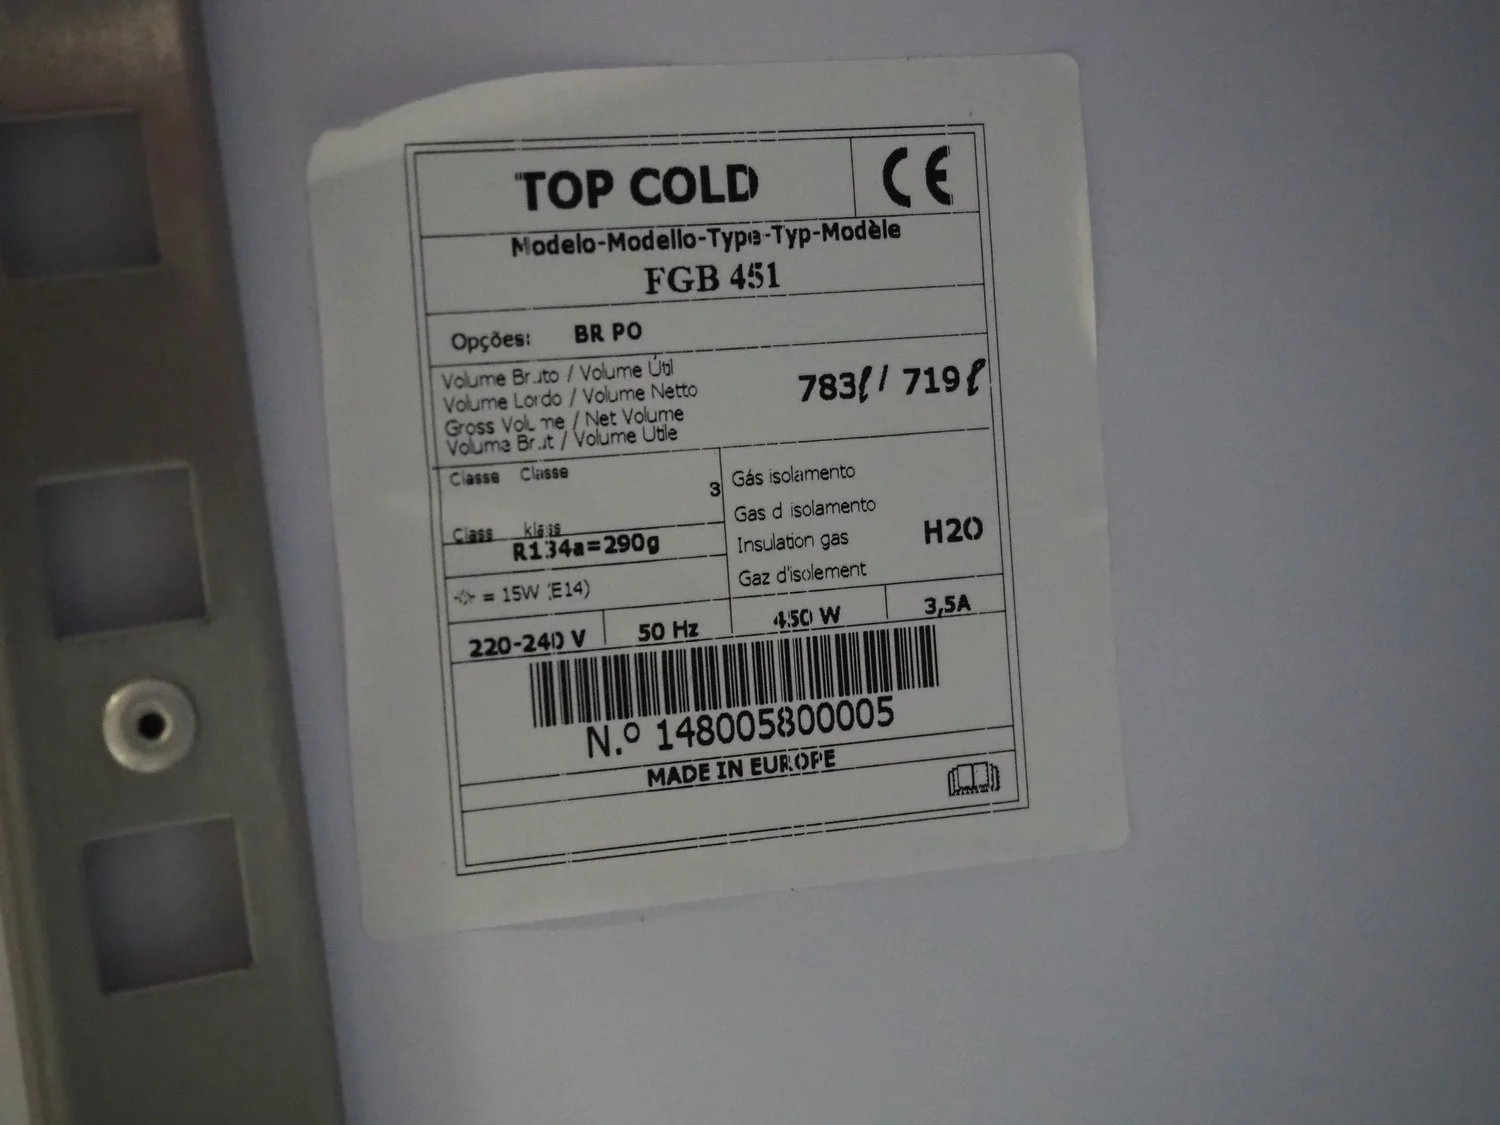 TOP COLD CE
Modelo-Modello-Type-Typ-Modèle
FGB 451
Opções: BR PO
Volume Bruto / Volume Útil
Volume Lordo / Volume Netto
Gross Volume / Net Volume
Volume Brut / Volume Utile
783ℓ / 719ℓ
Classe Classe
3
Class klass
R134a=290g
= 15W (E14)
Gás isolamento
Gas d isolamento
Insulation gas
Gaz d'isolement
H2O
220-240 V 50 Hz 450 W 3,5A
N.º 148005800005
MADE IN EUROPE